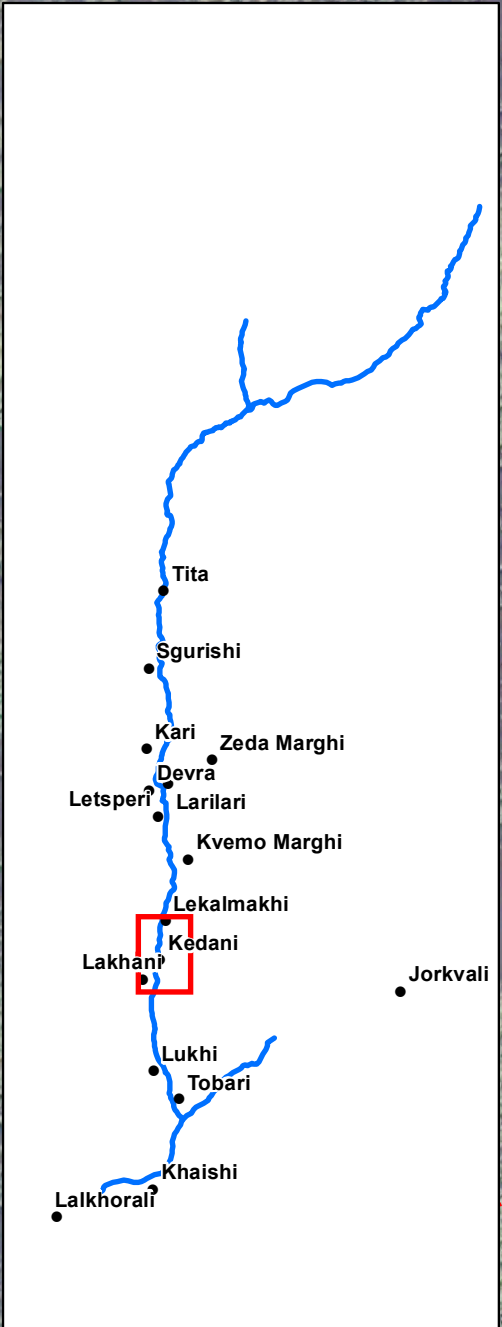 Tita
Sgurishi
Kari
Zeda Marghi
Devra
Letsperi
Larilari
Kvemo Marghi
Lekalmakhi
Kedani
Lakhani
Jorkvali
Lukhi
Tobari
Khaishi
Lalkhorali